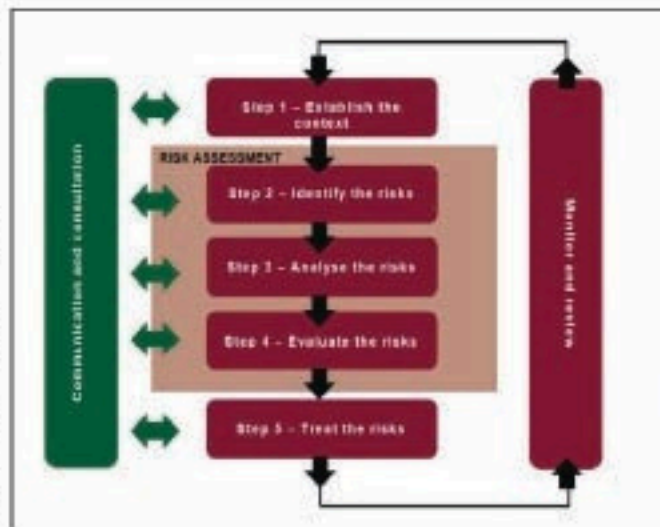 Step 1 – Establish the
context
RISK ASSESSMENT
Step 2 – Identify the risks
Step 3 – Analyse the risks
Step 4 – Evaluate the risks
Step 5 – Treat the risks
Communication and consultation
Monitor and review